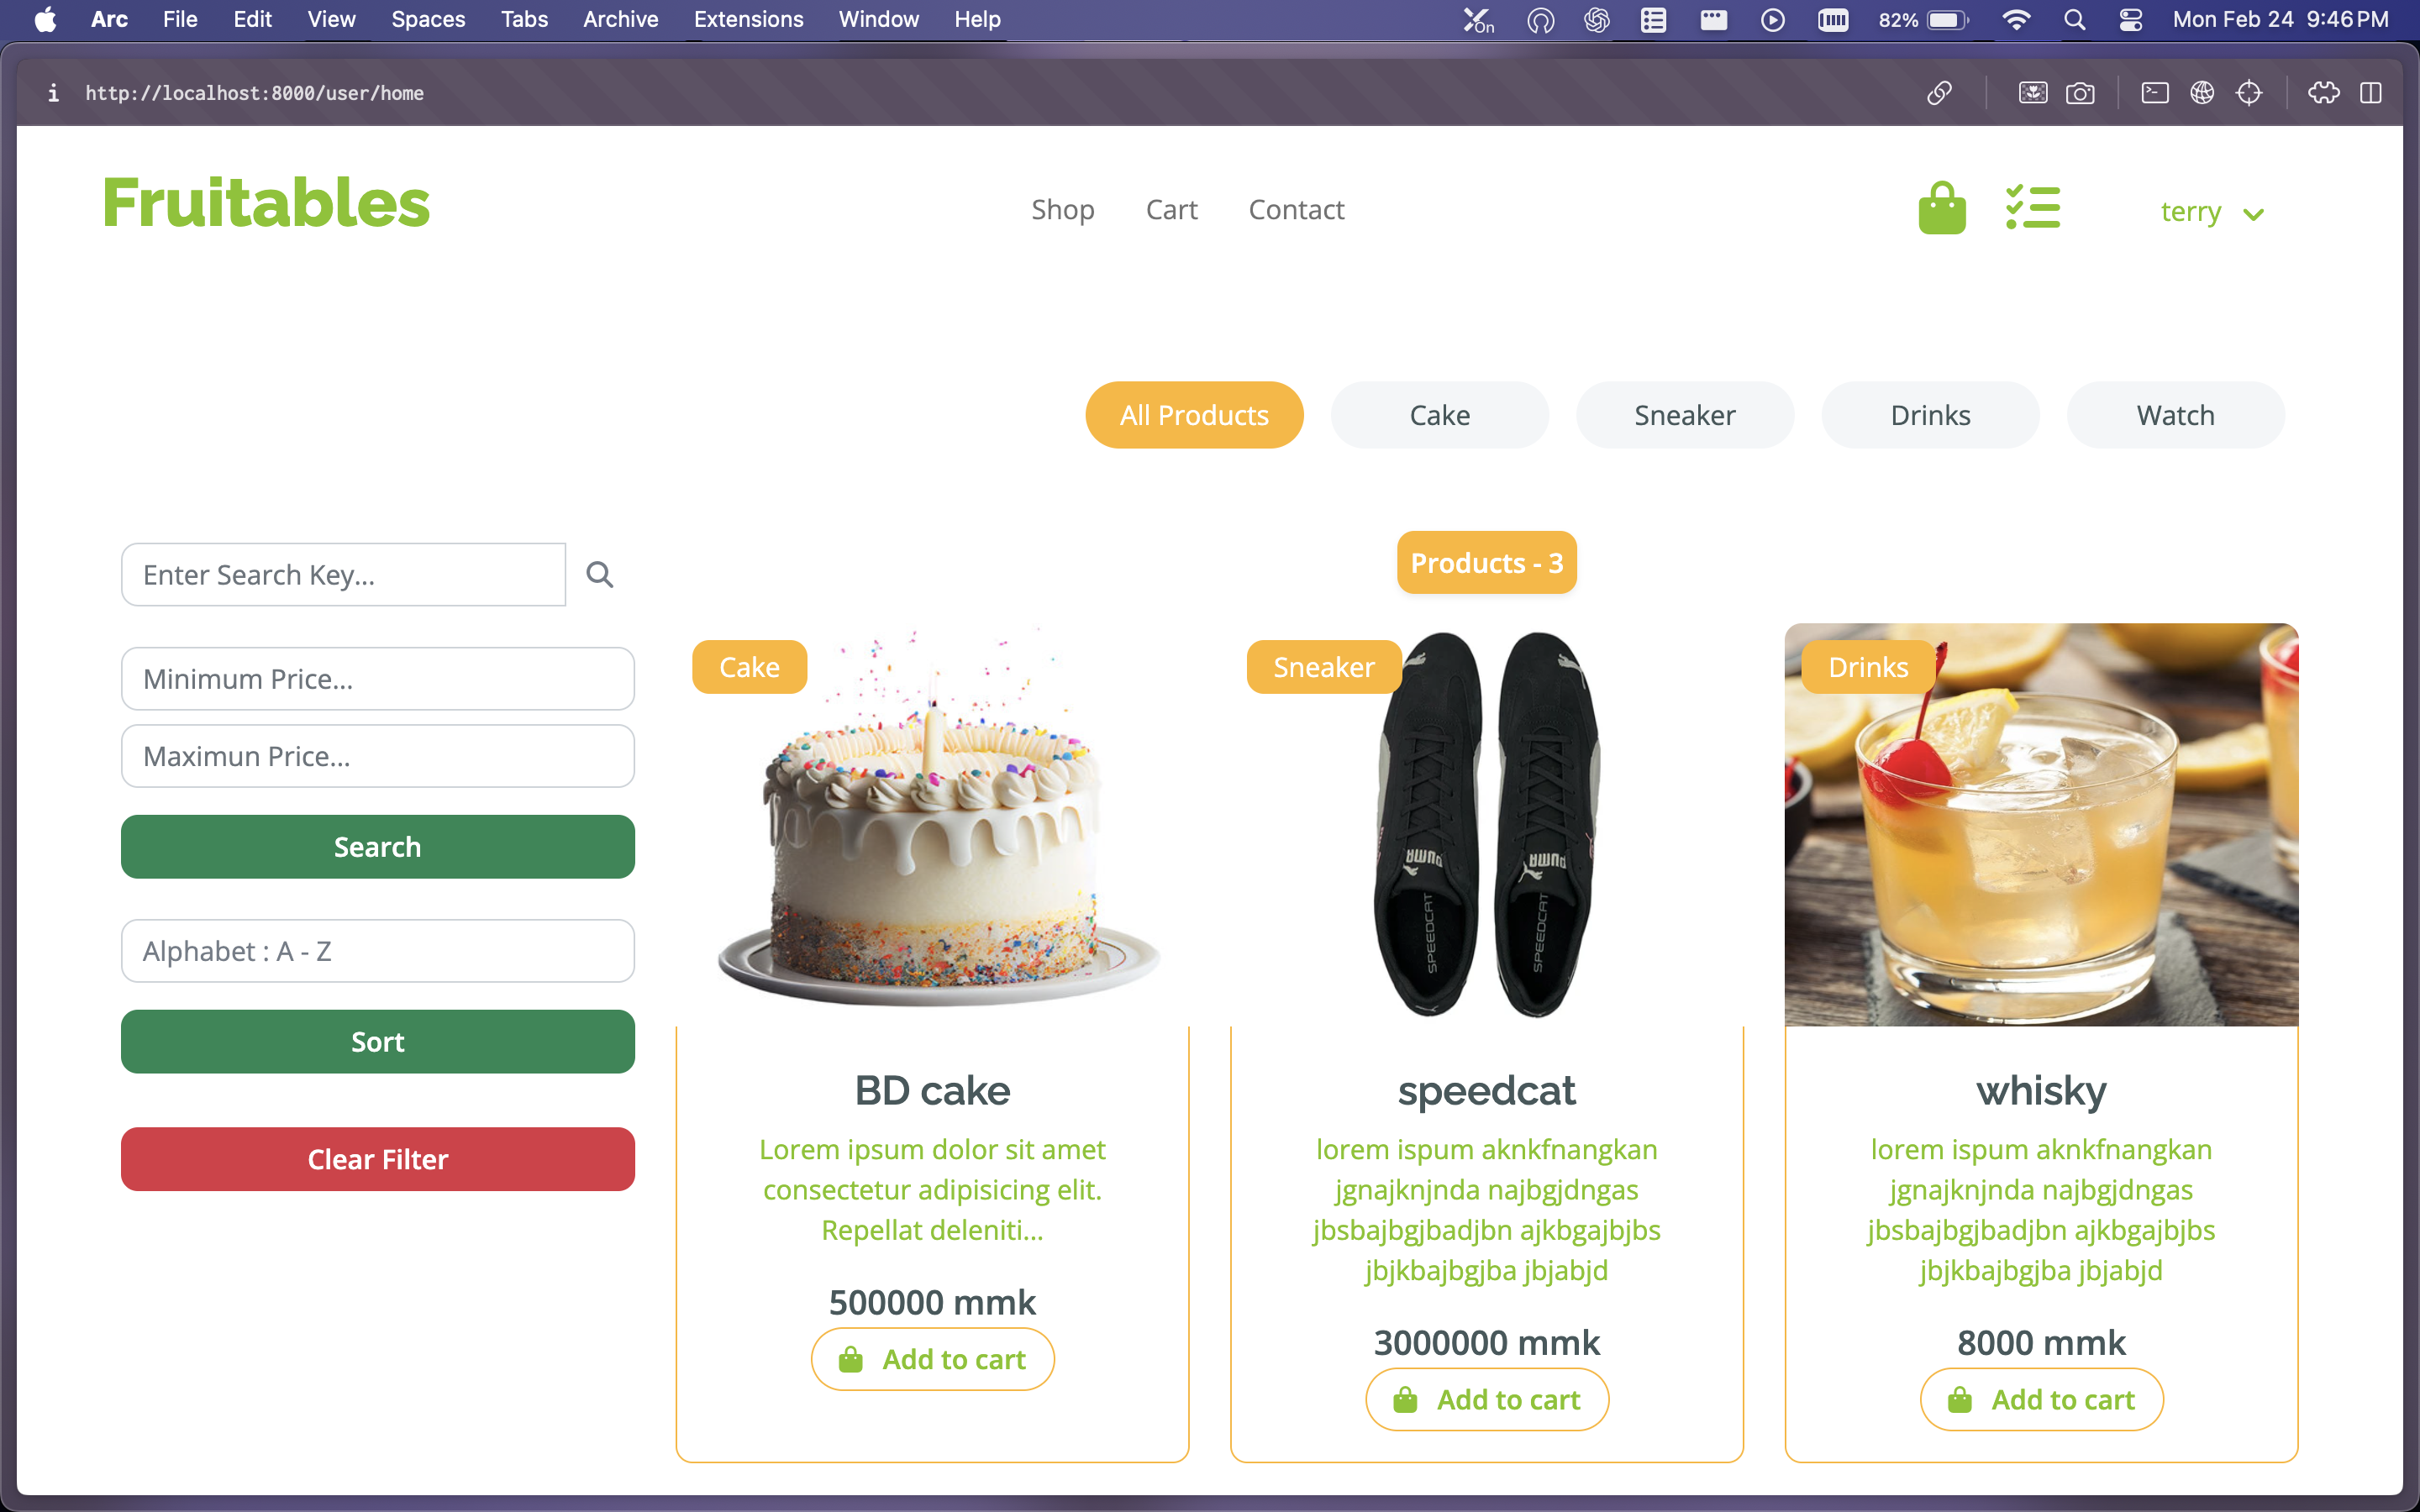 Arc File Edit View Spaces Tabs Archive Extensions Window Help On 82% Mon Feb 24 9:46 PM
http://localhost:8000/user/home
Fruitables
Shop Cart Contact
terry
All Products Cake Sneaker Drinks Watch
Enter Search Key...
Minimum Price...
Maximun Price...
Search
Alphabet : A - Z
Sort
Clear Filter
Products - 3
Cake
BD cake
Lorem ipsum dolor sit amet
consectetur adipisicing elit.
Repellat deleniti...
500000 mmk
Add to cart
Sneaker
PUMA
PUMA
SPEEDCAT
SPEEDCAT
speedcat
lorem ispum aknkfnangkan
jgnajknjnda najbgjdngas
jbsbajbgjbadjbn ajkbgajbjbs
jbjkbajbgjba jbjabjd
3000000 mmk
Add to cart
Drinks
whisky
lorem ispum aknkfnangkan
jgnajknjnda najbgjdngas
jbsbajbgjbadjbn ajkbgajbjbs
jbjkbajbgjba jbjabjd
8000 mmk
Add to cart